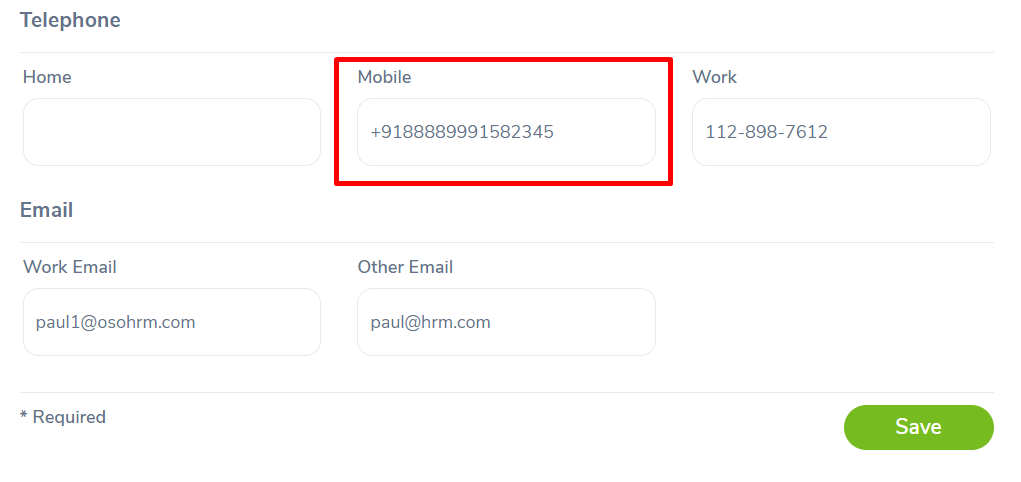 Telephone
Home Mobile Work
+9188889991582345 112-898-7612
Email
Work Email Other Email
paul1@osohrm.com paul@hrm.com
* Required Save